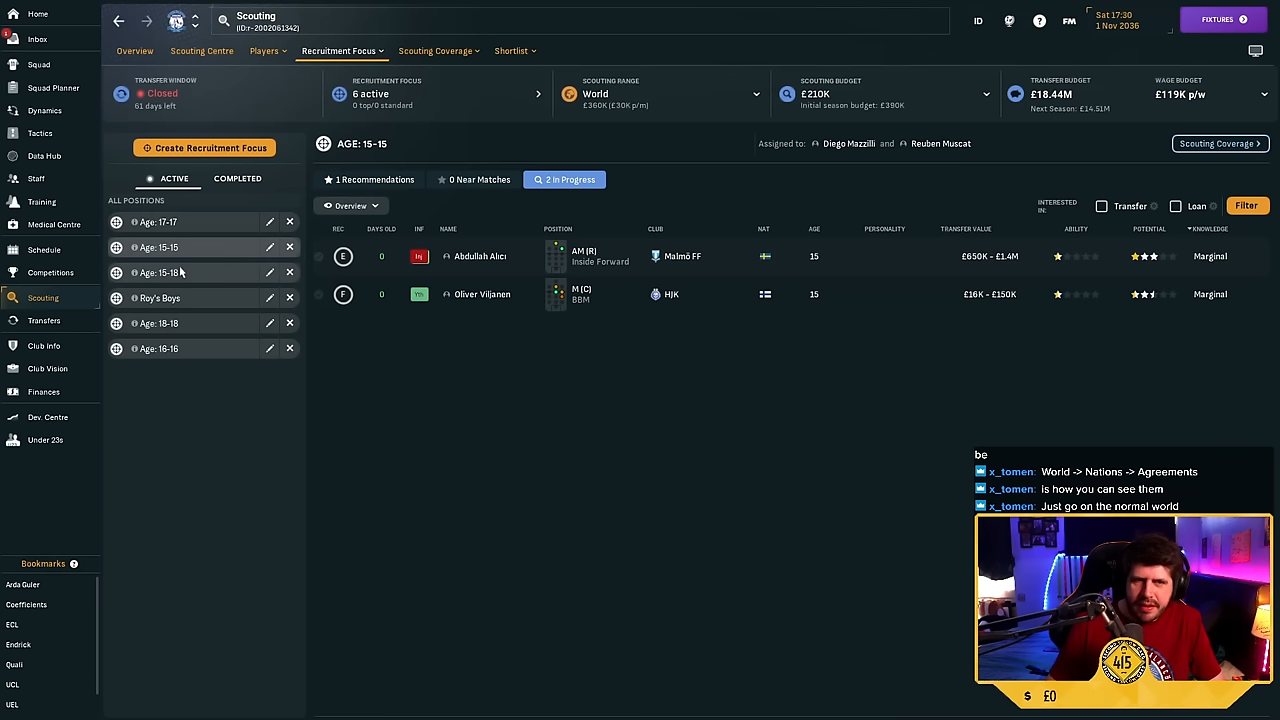 Home
Inbox
1
Squad
Squad Planner
Dynamics
Tactics
Data Hub
Staff
Training
Medical Centre
Schedule
Competitions
Scouting
Transfers
Club Info
Club Vision
Finances
Dev. Centre
Under 23s
Bookmarks ?
Arda Guler
Coefficients
ECL
Endrick
Quali
UCL
UEL
Scouting
(ID:r-2002061342)
ID
?
FM
Sat 17:30
1 Nov 2036
FIXTURES
Overview
Scouting Centre
Players
Recruitment Focus
Scouting Coverage
Shortlist
TRANSFER WINDOW
Closed
61 days left
RECRUITMENT FOCUS
6 active
0 top/0 standard
SCOUTING RANGE
World
£360K (£30K p/m)
SCOUTING BUDGET
£210K
Initial season budget: £390K
TRANSFER BUDGET
£18.44M
Next Season: £14.51M
WAGE BUDGET
£119K p/w
Create Recruitment Focus
ACTIVE
COMPLETED
ALL POSITIONS
Age: 17-17
Age: 15-15
Age: 15-18
Roy's Boys
Age: 18-18
Age: 16-16
AGE: 15-15
Assigned to: Diego Mazzilli and Reuben Muscat
Scouting Coverage >
1 Recommendations
0 Near Matches
2 In Progress
Overview
INTERESTED IN:
Transfer
Loan
Filter
REC DAYS OLD INF NAME POSITION CLUB NAT AGE PERSONALITY TRANSFER VALUE ABILITY POTENTIAL KNOWLEDGE
E 0 Inj Abdullah Alıcı AM (R) Inside Forward Malmö FF 15 £650K - £1.4M Marginal
F 0 Yth Oliver Viljanen M (C) BBM HJK 15 £16K - £150K Marginal
be
x_tomen: World -> Nations -> Agreements
x_tomen: is how you can see them
x_tomen: Just go on the normal world
$ £0